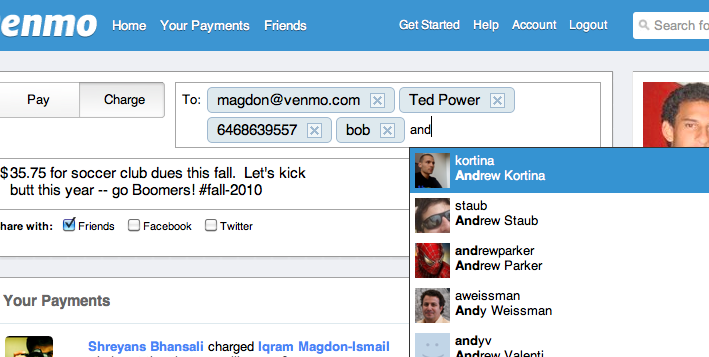 enmo Home Your Payments Friends Get Started Help Account Logout Search fo
Pay Charge To: magdon@venmo.com Ted Power
6468639557 bob and
$35.75 for soccer club dues this fall. Let's kick
butt this year -- go Boomers! #fall-2010
hare with: Friends Facebook Twitter
kortina
Andrew Kortina
staub
Andrew Staub
andrewparker
Andrew Parker
aweissman
Andy Weissman
andyv
Andrew Valenti
Your Payments
Shreyans Bhansali charged Iqram Magdon-Ismail